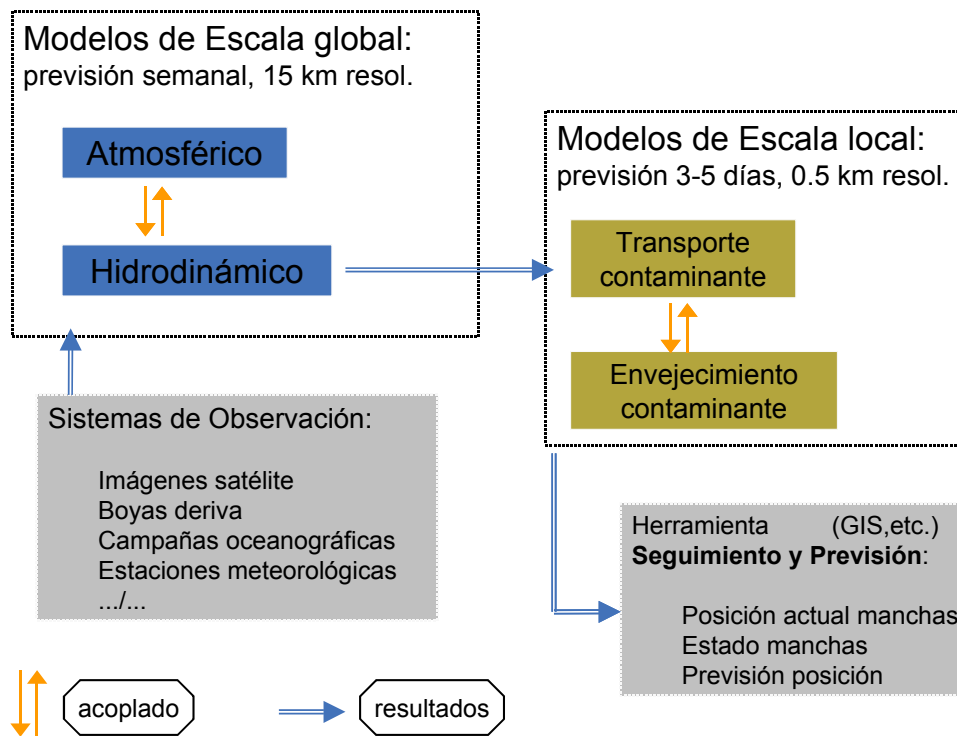 Modelos de Escala global:
previsión semanal, 15 km resol.
Atmosférico
Hidrodinámico
Modelos de Escala local:
previsión 3-5 días, 0.5 km resol.
Transporte
contaminante
Envejecimiento
contaminante
Sistemas de Observación:
Imágenes satélite
Boyas deriva
Campañas oceanográficas
Estaciones meteorológicas
.../...
Herramienta (GIS,etc.)
Seguimiento y Previsión:
Posición actual manchas
Estado manchas
Previsión posición
acoplado
resultados